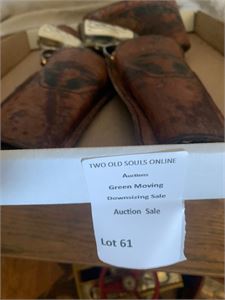 TWO OLD SOULS ONLINE
Auctions
Green Moving
Downsizing Sale
Auction Sale
Lot 61